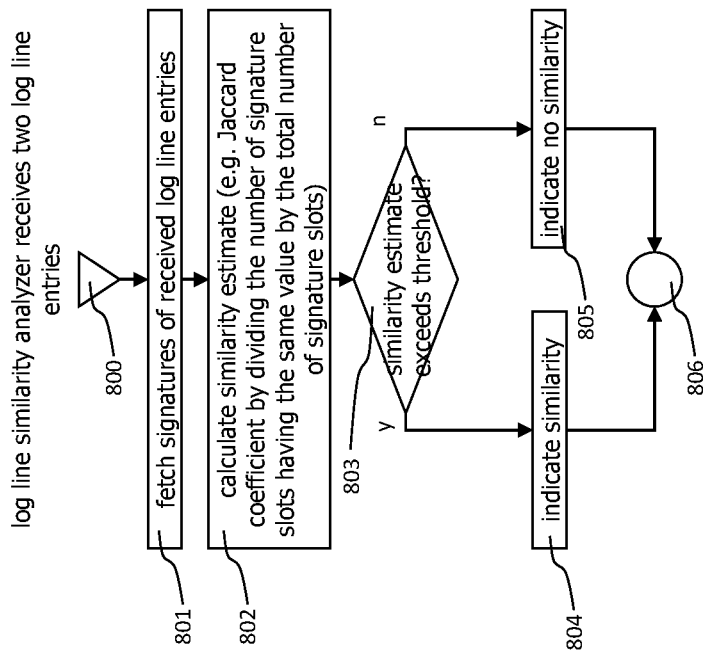 log line similarity analyzer receives two log line
entries
800
fetch signatures of received log line entries
801
calculate similarity estimate (e.g. Jaccard
coefficient by dividing the number of signature
slots having the same value by the total number
of signature slots)
802
803
similarity estimate
exceeds threshold?
y
n
indicate similarity
804
indicate no similarity
805
806